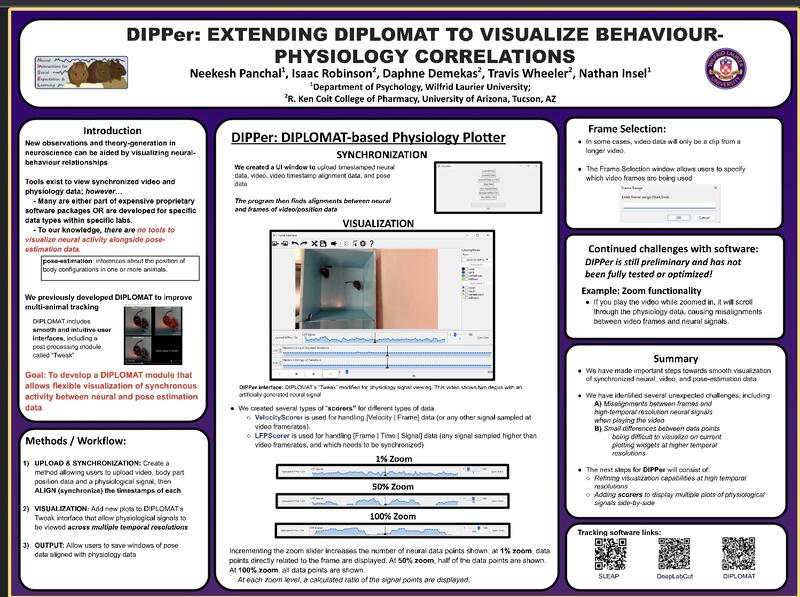 DIPPer: EXTENDING DIPLOMAT TO VISUALIZE BEHAVIOUR-
PHYSIOLOGY CORRELATIONS
Neekesh Panchal¹, Isaac Robinson², Daphne Demekas², Travis Wheeler², Nathan Insel¹
¹Department of Psychology, Wilfrid Laurier University;
²R. Ken Coit College of Pharmacy, University of Arizona, Tucson, AZ
Introduction
New observations and theory-generation in
neuroscience can be aided by visualizing neural-
behaviour relationships
Tools exist to view synchronized video and
physiology data; however…
- Many are either part of expensive proprietary
software packages OR are developed for specific
data types within specific labs.
- To our knowledge, there are no tools to
visualize neural activity alongside pose-
estimation data.
pose-estimation: inferences about the position of
body configurations in one or more animals.
We previously developed DIPLOMAT to improve
multi-animal tracking
DIPLOMAT includes
smooth and intuitive user
interfaces, including a
post-processing module
called "Tweak"
Goal: To develop a DIPLOMAT module that
allows flexible visualization of synchronous
activity between neural and pose estimation
data
Methods / Workflow:
1) UPLOAD & SYNCHRONIZATION: Create a
method allowing users to upload video, body part
position data and a physiological signal, then
ALIGN (synchronize) the timestamps of each
2) VISUALIZATION: Add new plots to DIPLOMAT's
Tweak interface that allow physiological signals to
be viewed across multiple temporal resolutions
3) OUTPUT: Allow users to save windows of pose
data aligned with physiology data
DIPPer: DIPLOMAT-based Physiology Plotter
SYNCHRONIZATION
We created a UI window to upload timestamped neural
data, video, video timestamp alignment data, and pose
data
The program then finds alignments between neural
and frames of video/position data
VISUALIZATION
DIPPer interface: DIPLOMAT's "Tweak" modified for physiology signal viewing. This video shows two degus with an
artificially generated neural signal
● We created several types of "scorers" for different types of data
○ VelocityScorer is used for handling [Velocity | Frame] data (or any other signal sampled at
video framerates).
○ LFPScorer is used for handling [Frame | Time | Signal] data (any signal sampled higher than
video framerates, and which needs to be synchronized)
1% Zoom
50% Zoom
100% Zoom
Incrementing the zoom slider increases the number of neural data points shown. at 1% zoom, data
points directly related to the frame are displayed. At 50% zoom, half of the data points are shown.
At 100% zoom, all data points are shown.
At each zoom level, a calculated ratio of the signal points are displayed.
Frame Selection:
● In some cases, video data will only be a clip from a
longer video.
● The Frame Selection window allows users to specify
which video frames are being used
Frame Range
Enter frame range (Start/End):
OK
Cancel
Continued challenges with software:
DIPPer is still preliminary and has not
been fully tested or optimized!
Example: Zoom functionality
● If you play the video while zoomed in, it will scroll
through the physiology data, causing misalignments
between video frames and neural signals.
Summary
● We have made important steps towards smooth visualization
of synchronized neural, video, and pose-estimation data.
● We have identified several unexpected challenges, including:
A) Misalignments between frames and
high-temporal resolution neural signals
when playing the video
B) Small differences between data points
being difficult to visualize on current
plotting widgets at higher temporal
resolutions.
● The next steps for DIPPer will consist of:
○ Refining visualization capabilities at high temporal
resolutions
○ Adding scorers to display multiple plots of physiological
signals side-by-side
Tracking software links:
SLEAP
DeepLabCut
DIPLOMAT